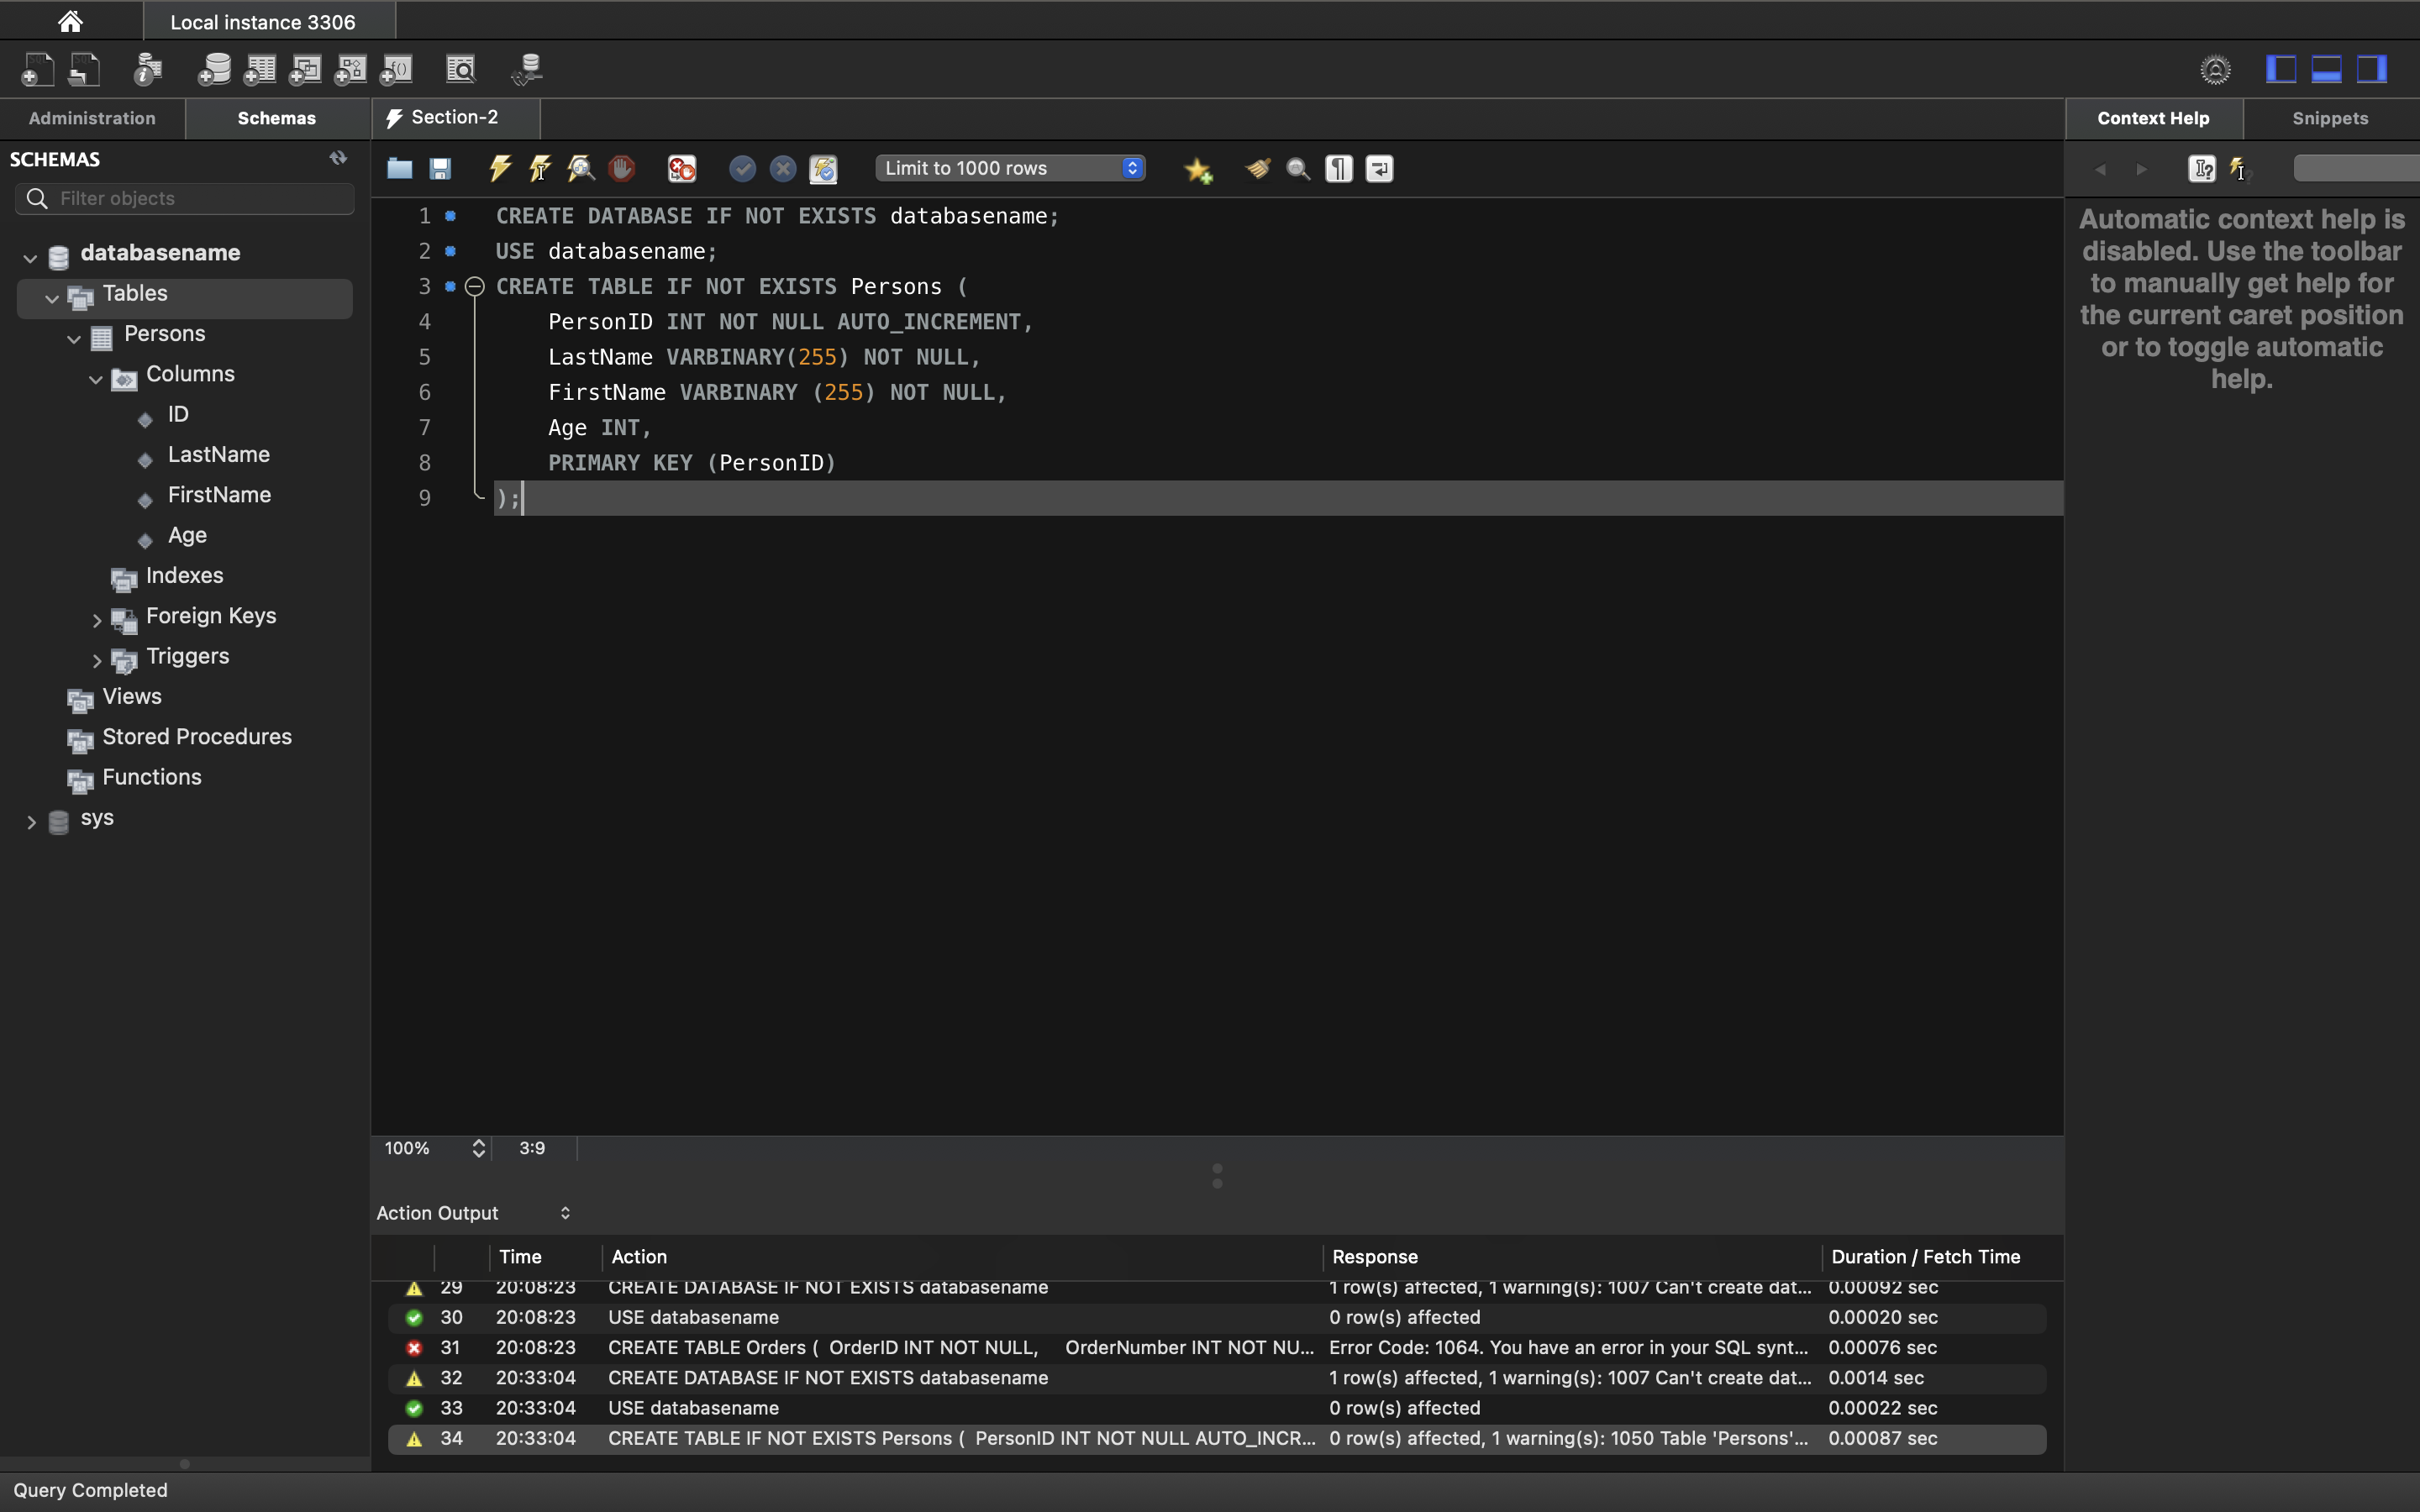 Local instance 3306
Administration
Schemas
Section-2
Context Help
Snippets
SCHEMAS
Filter objects
Limit to 1000 rows
databasename
Tables
Persons
Columns
ID
LastName
FirstName
Age
Indexes
Foreign Keys
Triggers
Views
Stored Procedures
Functions
sys
1 CREATE DATABASE IF NOT EXISTS databasename;
2 USE databasename;
3 CREATE TABLE IF NOT EXISTS Persons (
4 PersonID INT NOT NULL AUTO_INCREMENT,
5 LastName VARBINARY(255) NOT NULL,
6 FirstName VARBINARY (255) NOT NULL,
7 Age INT,
8 PRIMARY KEY (PersonID)
9 );
Automatic context help is
disabled. Use the toolbar
to manually get help for
the current caret position
or to toggle automatic
help.
100% 3:9
Action Output
Time Action Response Duration / Fetch Time
29 20:08:23 CREATE DATABASE IF NOT EXISTS databasename 1 row(s) affected, 1 warning(s): 1007 Can't create dat... 0.00092 sec
30 20:08:23 USE databasename 0 row(s) affected 0.00020 sec
31 20:08:23 CREATE TABLE Orders ( OrderID INT NOT NULL, OrderNumber INT NOT NU... Error Code: 1064. You have an error in your SQL synt... 0.00076 sec
32 20:33:04 CREATE DATABASE IF NOT EXISTS databasename 1 row(s) affected, 1 warning(s): 1007 Can't create dat... 0.0014 sec
33 20:33:04 USE databasename 0 row(s) affected 0.00022 sec
34 20:33:04 CREATE TABLE IF NOT EXISTS Persons ( PersonID INT NOT NULL AUTO_INCR... 0 row(s) affected, 1 warning(s): 1050 Table 'Persons'... 0.00087 sec
Query Completed